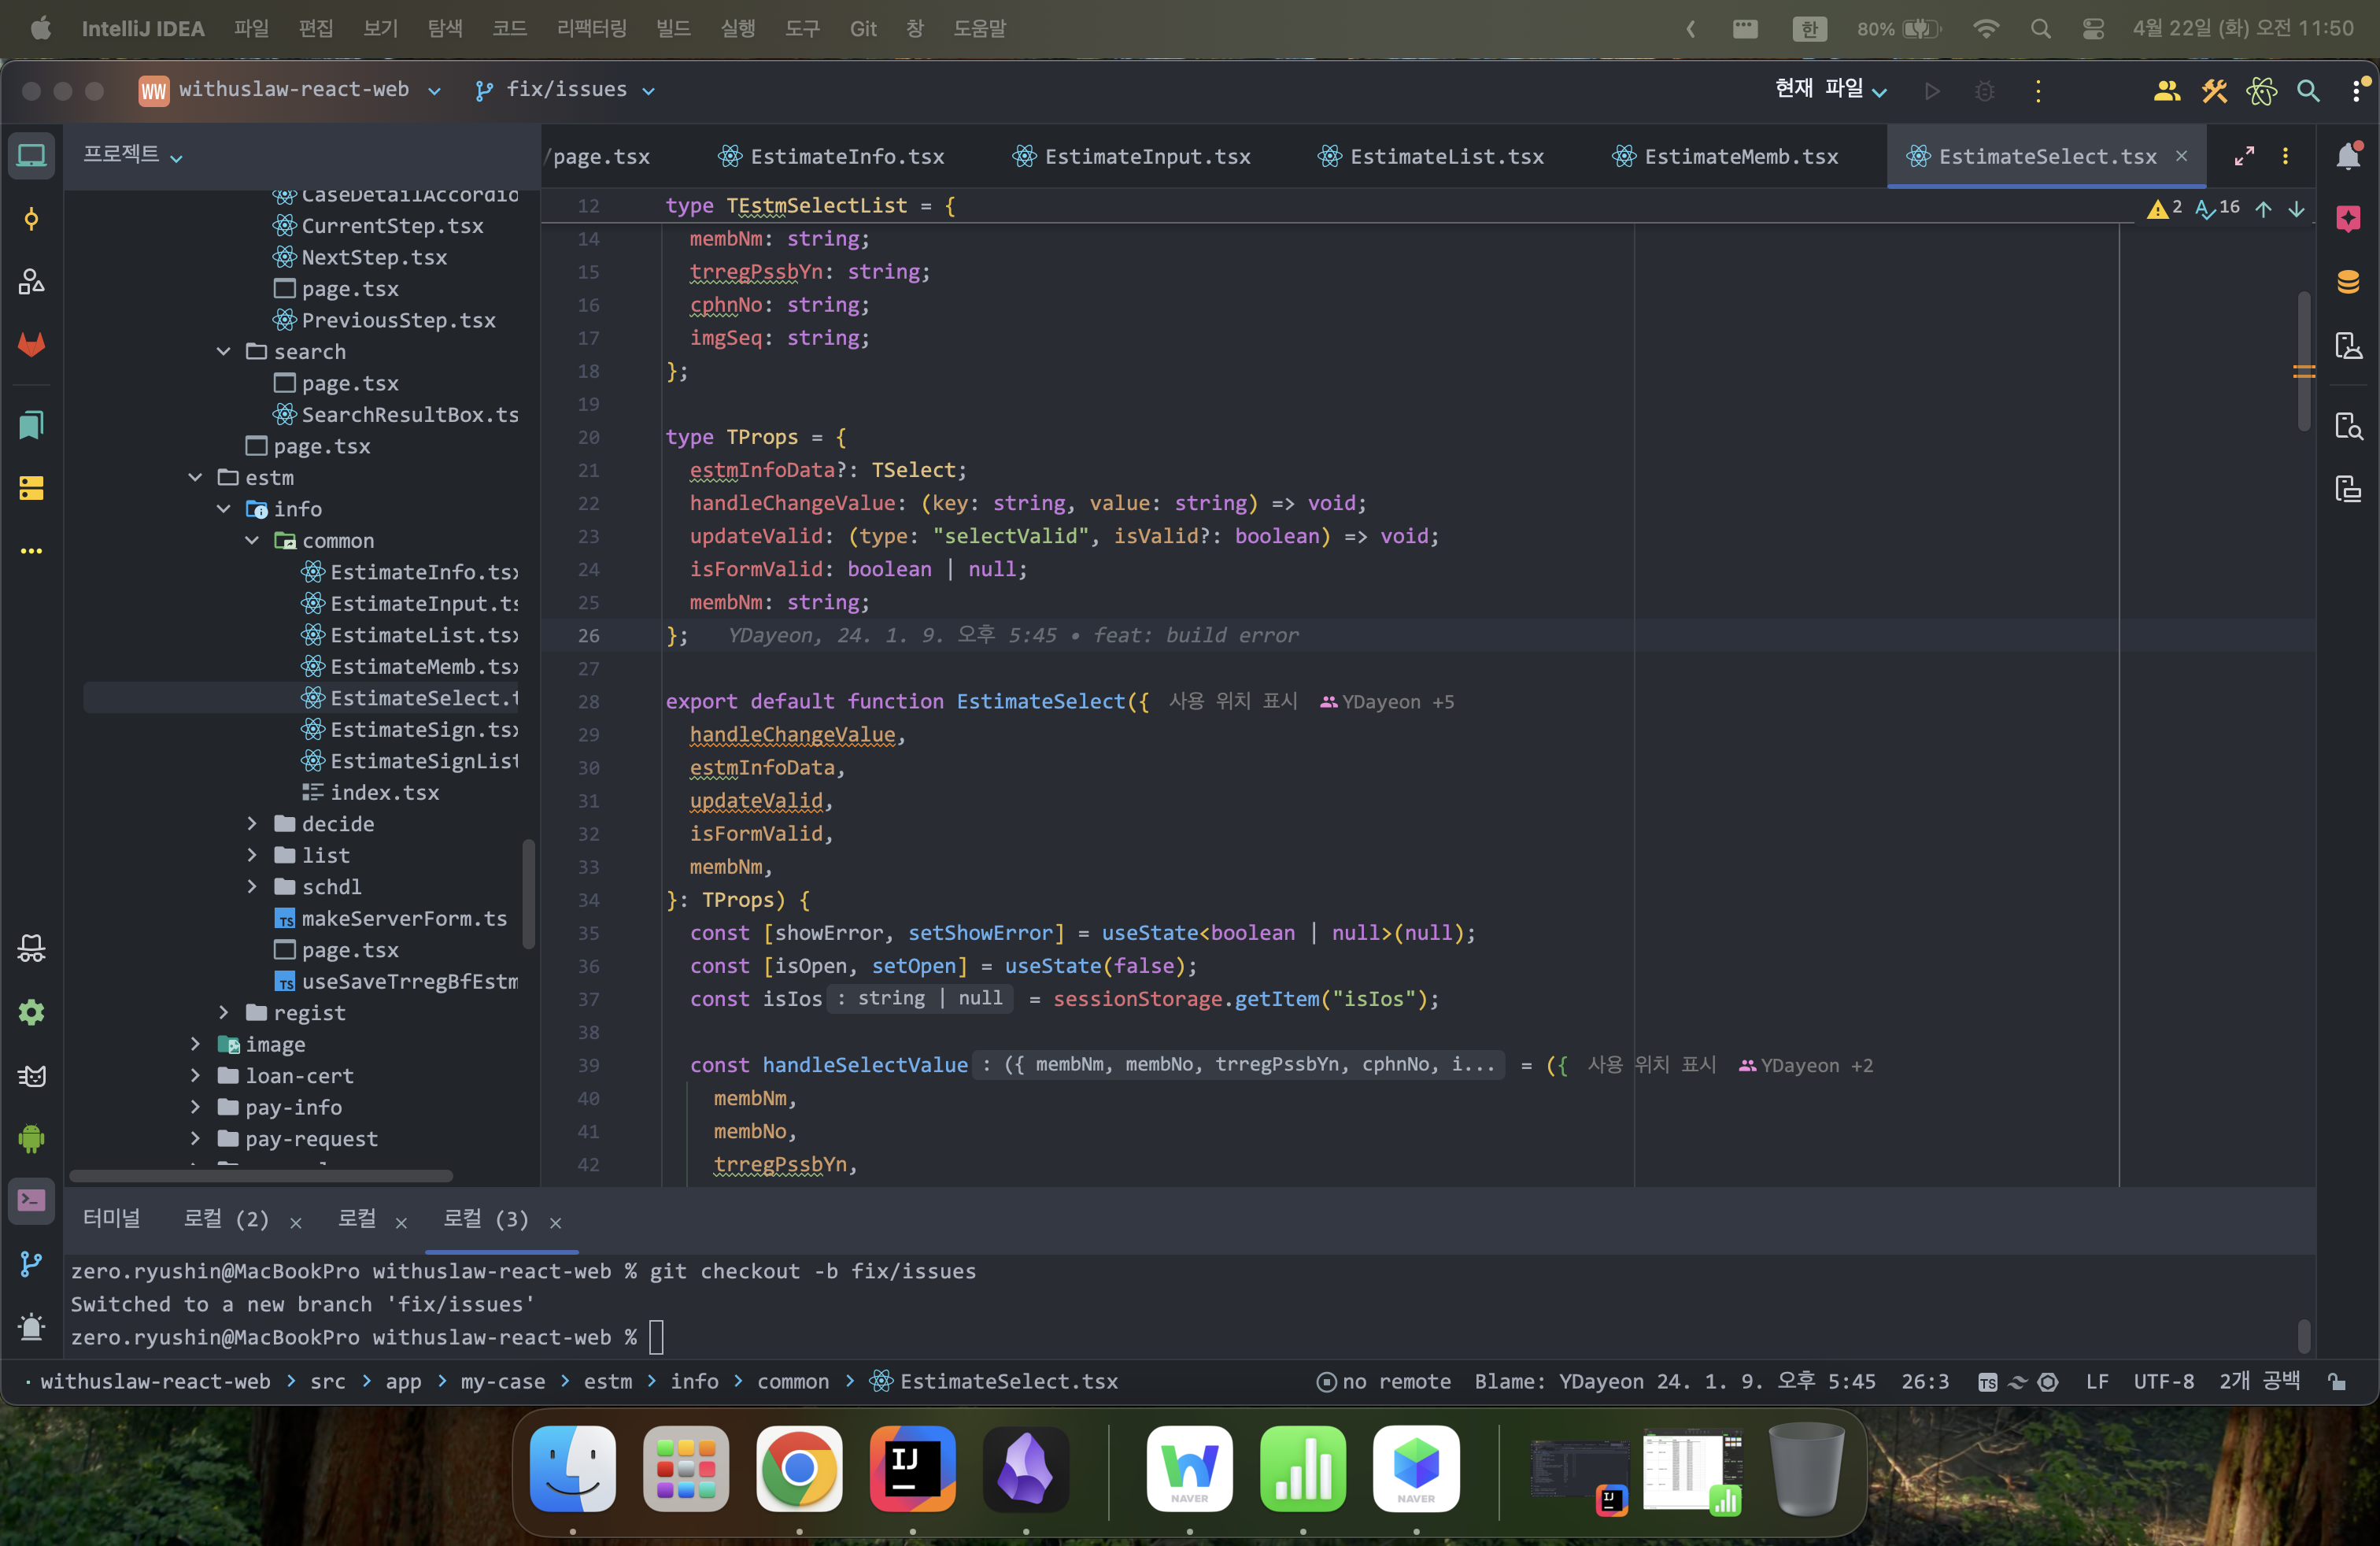 IntelliJ IDEA 파일 편집 보기 탐색 코드 리팩터링 빌드 실행 도구 Git 창 도움말 한 80% 4월 22일 (화) 오전 11:50
WW withuslaw-react-web fix/issues 현재 파일
프로젝트
/page.tsx EstimateInfo.tsx EstimateInput.tsx EstimateList.tsx EstimateMemb.tsx EstimateSelect.tsx
CaseDetailAccordio
CurrentStep.tsx
NextStep.tsx
page.tsx
PreviousStep.tsx
search
page.tsx
SearchResultBox.ts
page.tsx
estm
info
common
EstimateInfo.tsx
EstimateInput.ts
EstimateList.tsx
EstimateMemb.tsx
EstimateSelect.t
EstimateSign.tsx
EstimateSignList
index.tsx
decide
list
schdl
TS makeServerForm.ts
page.tsx
TS useSaveTrregBfEstm
regist
image
loan-cert
pay-info
pay-request
12 type TEstmSelectList = {
2 16
14 membNm: string;
15 trregPssbYn: string;
16 cphnNo: string;
17 imgSeq: string;
18 };
19
20 type TProps = {
21 estmInfoData?: TSelect;
22 handleChangeValue: (key: string, value: string) => void;
23 updateValid: (type: "selectValid", isValid?: boolean) => void;
24 isFormValid: boolean | null;
25 membNm: string;
26 }; YDayeon, 24. 1. 9. 오후 5:45 • feat: build error
27
28 export default function EstimateSelect({ 사용 위치 표시 YDayeon +5
29 handleChangeValue,
30 estmInfoData,
31 updateValid,
32 isFormValid,
33 membNm,
34 }: TProps) {
35 const [showError, setShowError] = useState<boolean | null>(null);
36 const [isOpen, setOpen] = useState(false);
37 const isIos : string | null = sessionStorage.getItem("isIos");
38
39 const handleSelectValue : ({ membNm, membNo, trregPssbYn, cphnNo, i... = ({ 사용 위치 표시 YDayeon +2
40 membNm,
41 membNo,
42 trregPssbYn,
터미널 로컬 (2) × 로컬 × 로컬 (3) ×
zero.ryushin@MacBookPro withuslaw-react-web % git checkout -b fix/issues
Switched to a new branch 'fix/issues'
zero.ryushin@MacBookPro withuslaw-react-web %
withuslaw-react-web > src > app > my-case > estm > info > common > EstimateSelect.tsx no remote Blame: YDayeon 24. 1. 9. 오후 5:45 26:3 TS LF UTF-8 2개 공백
IJ NAVER NAVER IJ